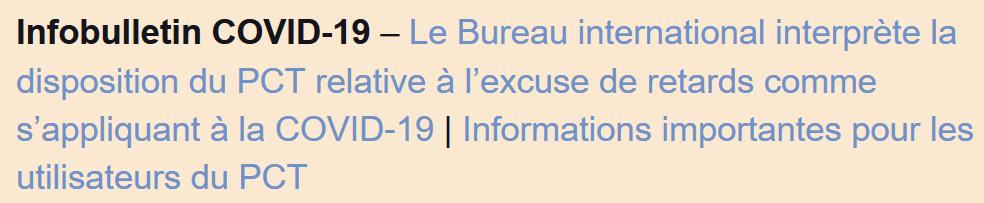 Infobulletin COVID-19 – Le Bureau international interprète la
disposition du PCT relative à l’excuse de retards comme
s’appliquant à la COVID-19 | Informations importantes pour les
utilisateurs du PCT